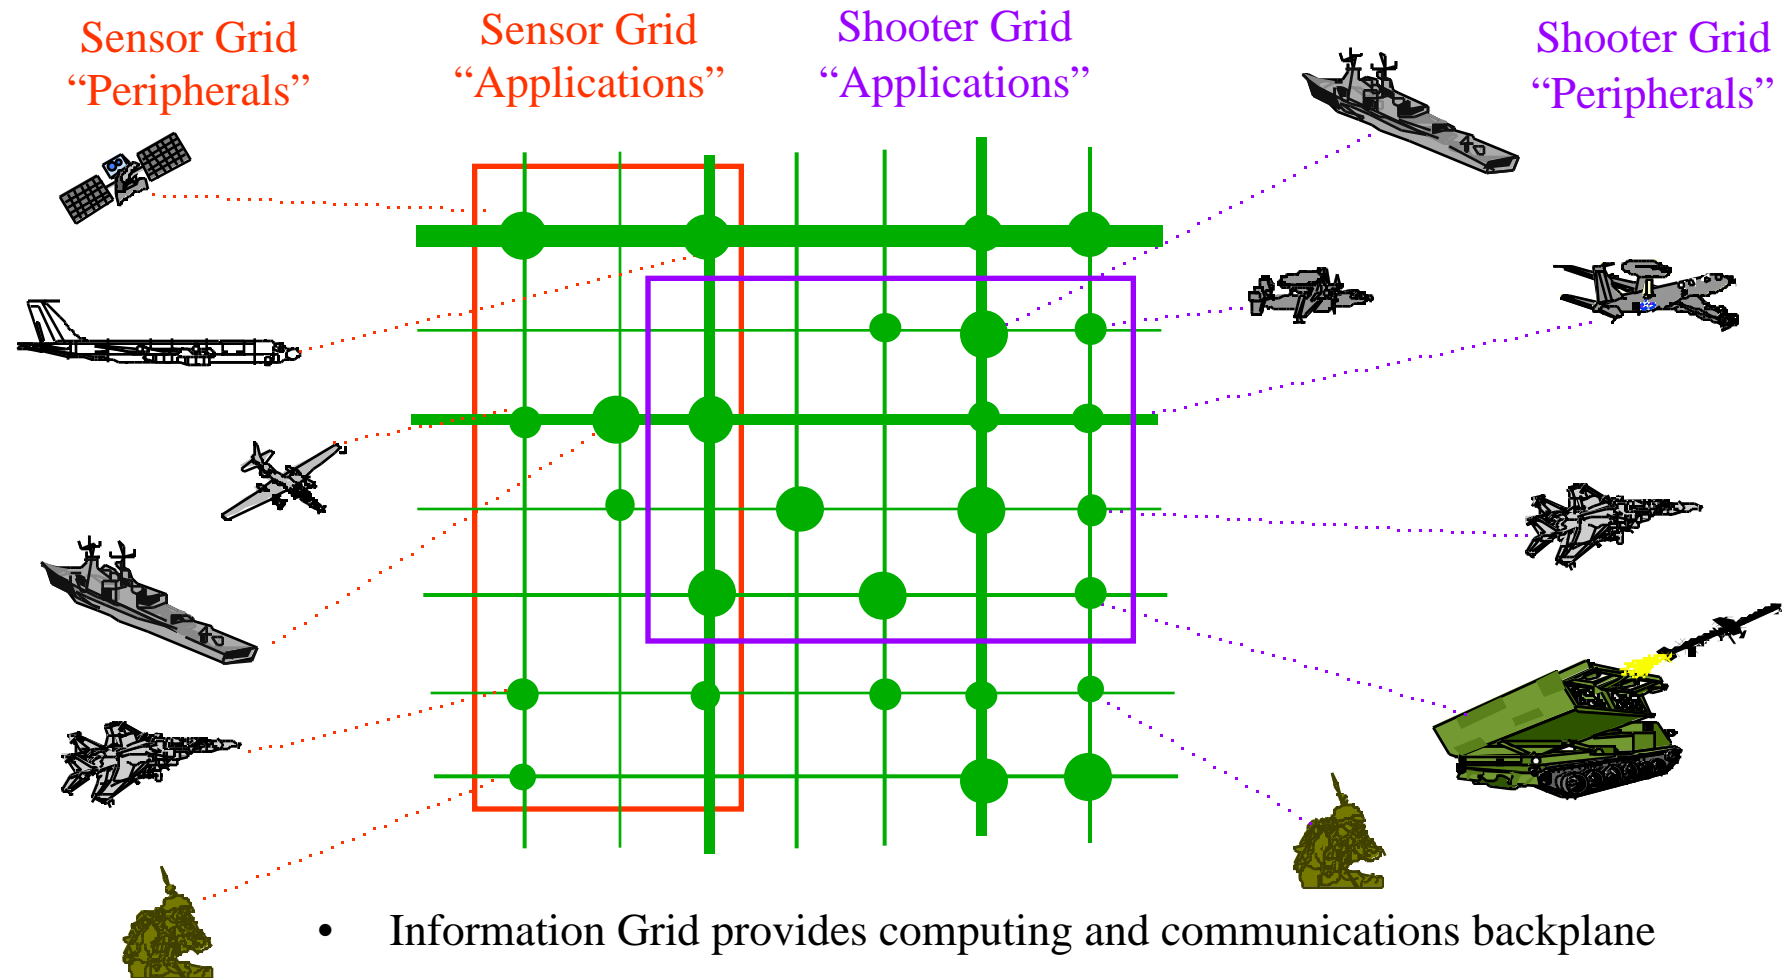 Sensor Grid
“Peripherals”
Sensor Grid
“Applications”
Shooter Grid
“Applications”
Shooter Grid
“Peripherals”
• Information Grid provides computing and communications backplane